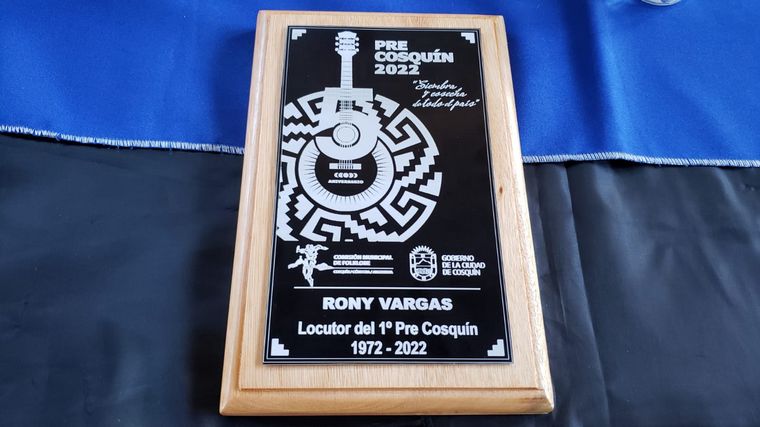 PRE
COSQUÍN
2022
"Siembra
y cosecha
de todo el país"
ANIVERSARIO
COMISIÓN MUNICIPAL
DE FOLKLORE
GOBIERNO
DE LA CIUDAD
DE COSQUÍN
RONY VARGAS
Locutor del 1º Pre Cosquín
1972 - 2022